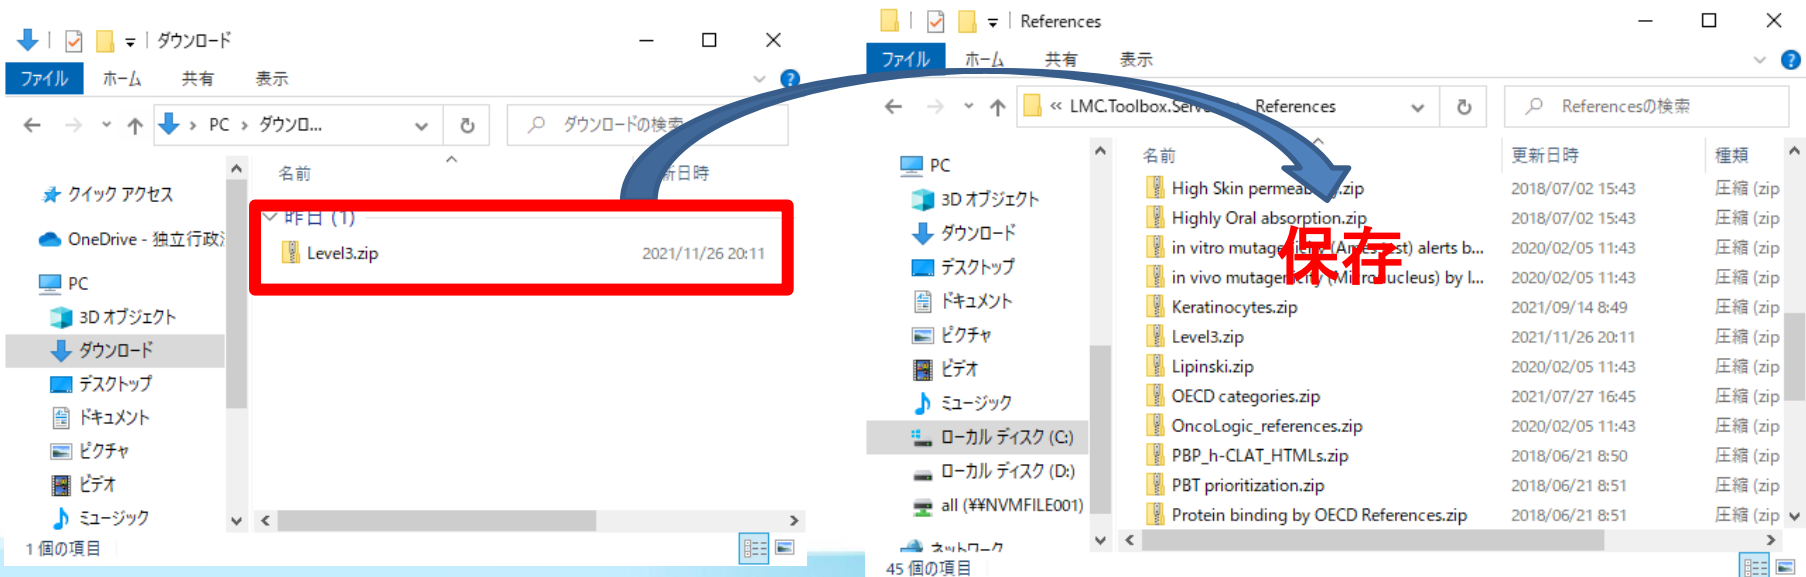 ダウンロード
ファイル ホーム 共有 表示
PC ダウンロ...
ダウンロードの検索
名前
新日時
クイック アクセス
OneDrive - 独立行政
PC
3D オブジェクト
ダウンロード
デスクトップ
ドキュメント
ピクチャ
ビデオ
ミュージック
昨日 (1)
Level3.zip 2021/11/26 20:11
1 個の項目
References
ファイル ホーム 共有 表示
« LMC.Toolbox.Serv References
Referencesの検索
PC
3D オブジェクト
ダウンロード
デスクトップ
ドキュメント
ピクチャ
ビデオ
ミュージック
ローカル ディスク (C:)
ローカル ディスク (D:)
all (¥¥NVMFILE001)
ネットワーク
名前 更新日時 種類
High Skin permeab .zip 2018/07/02 15:43 圧縮 (zip
Highly Oral absorption.zip 2018/07/02 15:43 圧縮 (zip
in vitro mutagenicity (Ames test) alerts b... 2020/02/05 11:43 圧縮 (zip
in vivo mutagenicity (Micronucleus) by I... 2020/02/05 11:43 圧縮 (zip
Keratinocytes.zip 2021/09/14 8:49 圧縮 (zip
Level3.zip 2021/11/26 20:11 圧縮 (zip
Lipinski.zip 2020/02/05 11:43 圧縮 (zip
OECD categories.zip 2021/07/27 16:45 圧縮 (zip
OncoLogic_references.zip 2020/02/05 11:43 圧縮 (zip
PBP_h-CLAT_HTMLs.zip 2018/06/21 8:50 圧縮 (zip
PBT prioritization.zip 2018/06/21 8:51 圧縮 (zip
Protein binding by OECD References.zip 2018/06/21 8:51 圧縮 (zip
保存
45 個の項目